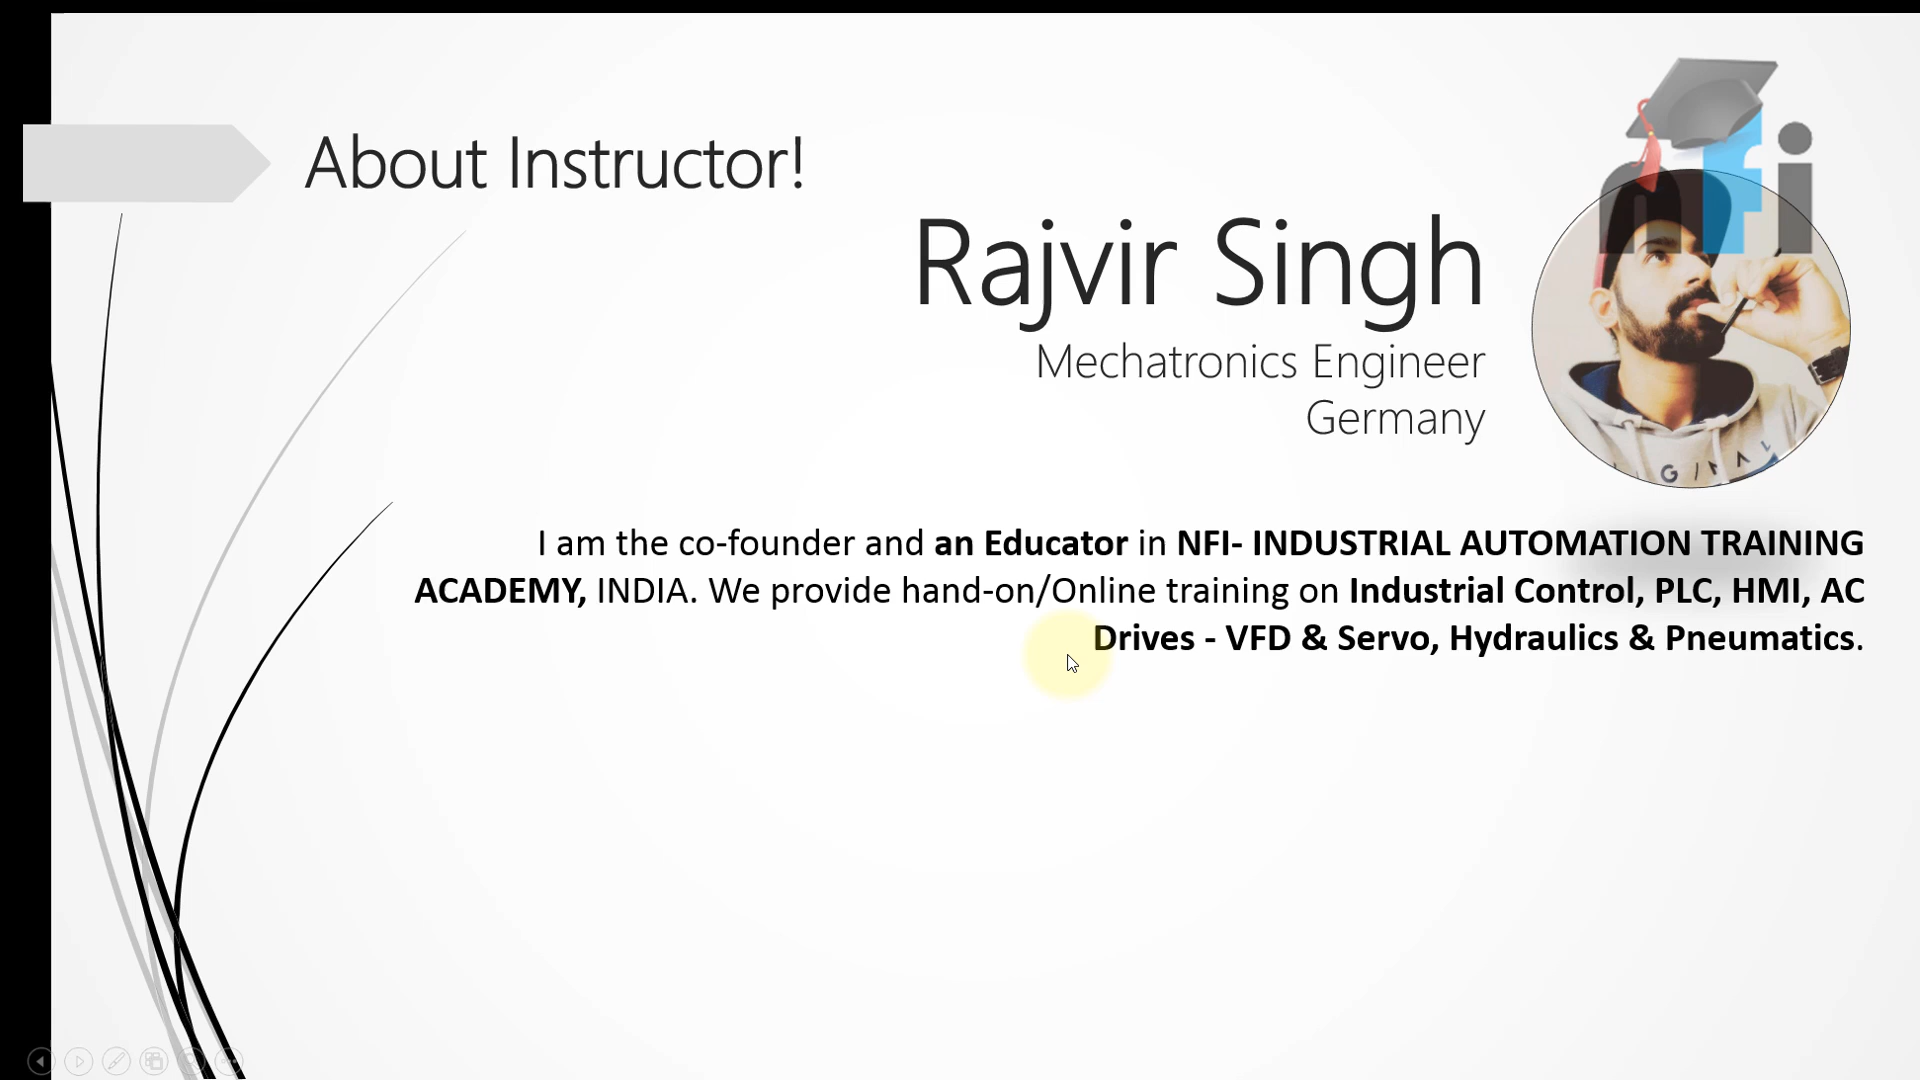 About Instructor!
nfi
Rajvir Singh
Mechatronics Engineer
Germany
I am the co-founder and an Educator in NFI- INDUSTRIAL AUTOMATION TRAINING
ACADEMY, INDIA. We provide hand-on/Online training on Industrial Control, PLC, HMI, AC
Drives - VFD & Servo, Hydraulics & Pneumatics.